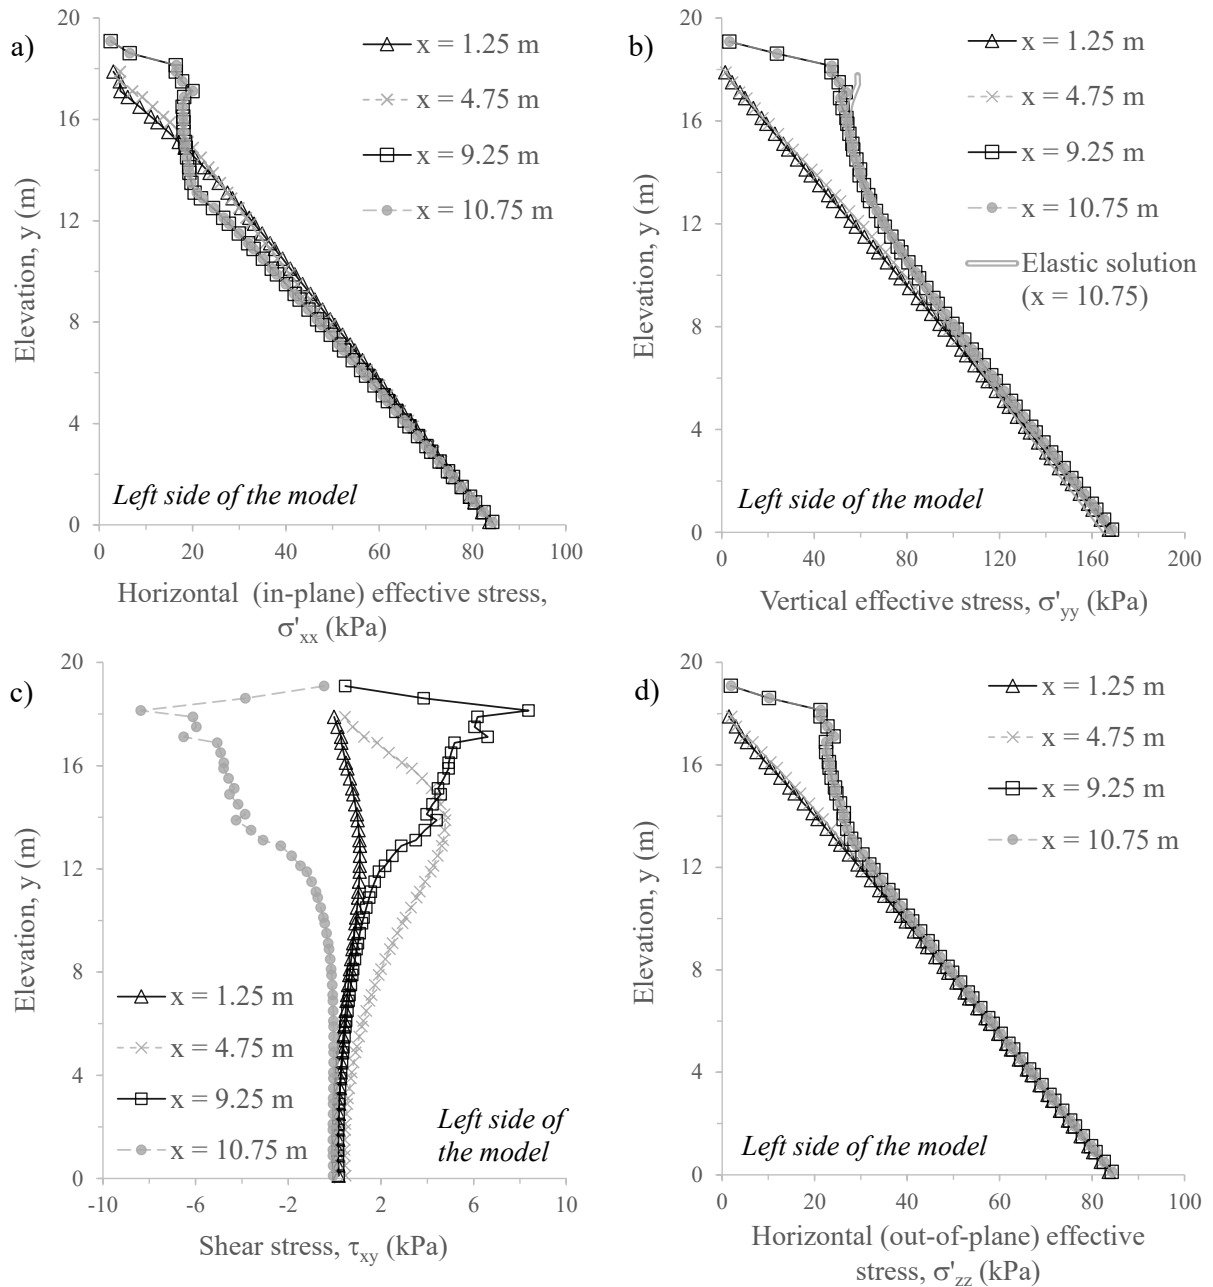 a)
20
16
12
8
4
0
Elevation, y (m)
x = 1.25 m
x = 4.75 m
x = 9.25 m
x = 10.75 m
Left side of the model
0 20 40 60 80 100
Horizontal (in-plane) effective stress,
σ'xx (kPa)
b)
20
16
12
8
4
0
Elevation, y (m)
x = 1.25 m
x = 4.75 m
x = 9.25 m
x = 10.75 m
Elastic solution
(x = 10.75)
Left side of the model
0 40 80 120 160 200
Vertical effective stress, σ'yy (kPa)
c)
20
16
12
8
4
0
Elevation, y (m)
x = 1.25 m
x = 4.75 m
x = 9.25 m
x = 10.75 m
Left side of
the model
-10 -6 -2 2 6 10
Shear stress, τxy (kPa)
d)
20
16
12
8
4
0
Elevation, y (m)
x = 1.25 m
x = 4.75 m
x = 9.25 m
x = 10.75 m
Left side of the model
0 20 40 60 80 100
Horizontal (out-of-plane) effective
stress, σ'zz (kPa)